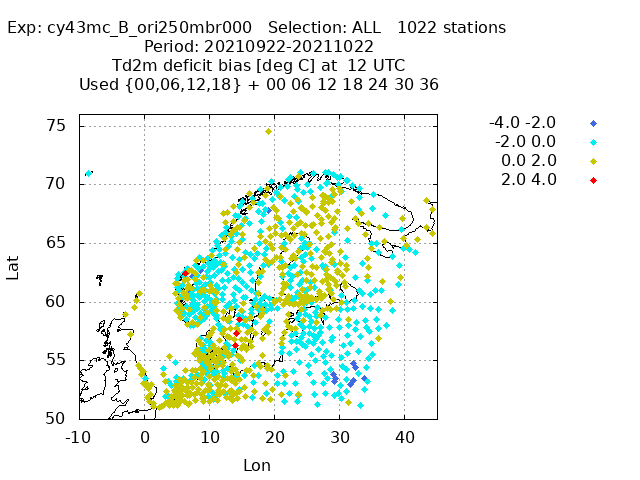 Exp: cy43mc_B_ori250mbr000 Selection: ALL 1022 stations
Period: 20210922-20211022
Td2m deficit bias [deg C] at 12 UTC
Used {00,06,12,18} + 00 06 12 18 24 30 36
-4.0 -2.0
-2.0 0.0
0.0 2.0
2.0 4.0
75
70
65
60
55
50
Lat
-10 0 10 20 30 40
Lon